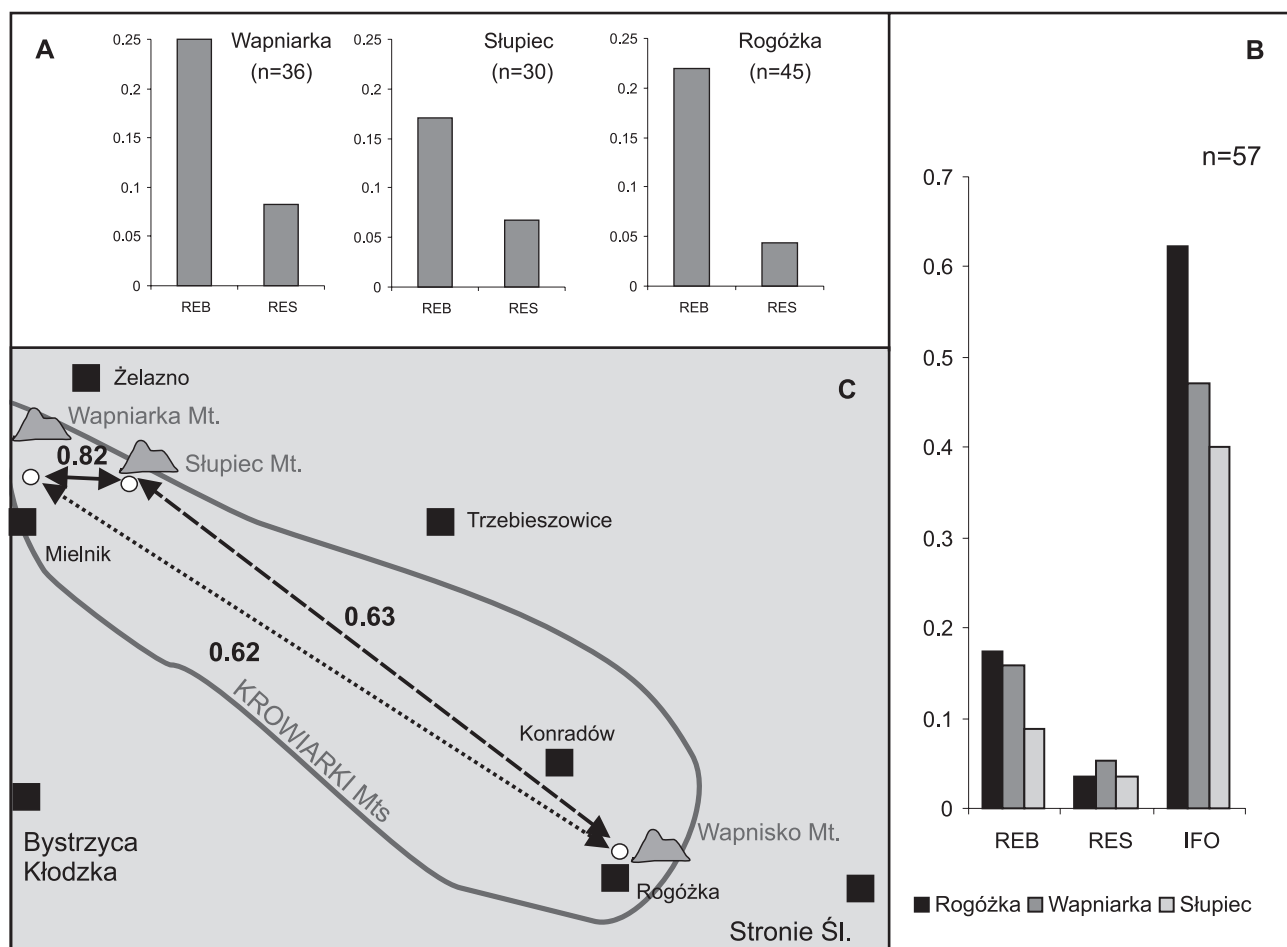 A
0.25
0.2
0.15
0.1
0.05
0
Wapniarka
(n=36)
REB
RES
0.25
0.2
0.15
0.1
0.05
0
Słupiec
(n=30)
REB
RES
0.25
0.2
0.15
0.1
0.05
0
Rogóżka
(n=45)
REB
RES
B
n=57
0.7
0.6
0.5
0.4
0.3
0.2
0.1
0
REB
RES
IFO
Rogóżka
Wapniarka
Słupiec
C
Żelazno
Wapniarka Mt.
0.82
Słupiec Mt.
Trzebieszowice
Mielnik
0.63
0.62
KROWIARKI Mts
Konradów
Wapnisko Mt.
Bystrzyca
Kłodzka
Rogóżka
Stronie Śl.